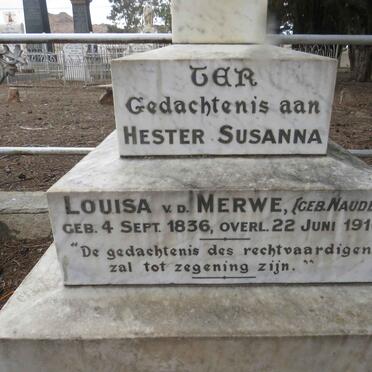 TER
Gedachtenis aan
HESTER SUSANNA
LOUISA V.D. MERWE, (GEB. NAUDE
GEB. 4 SEPT. 1836, OVERL. 22 JUNI 191
"De gedachtenis des rechtvaardigen
zal tot zegening zijn."